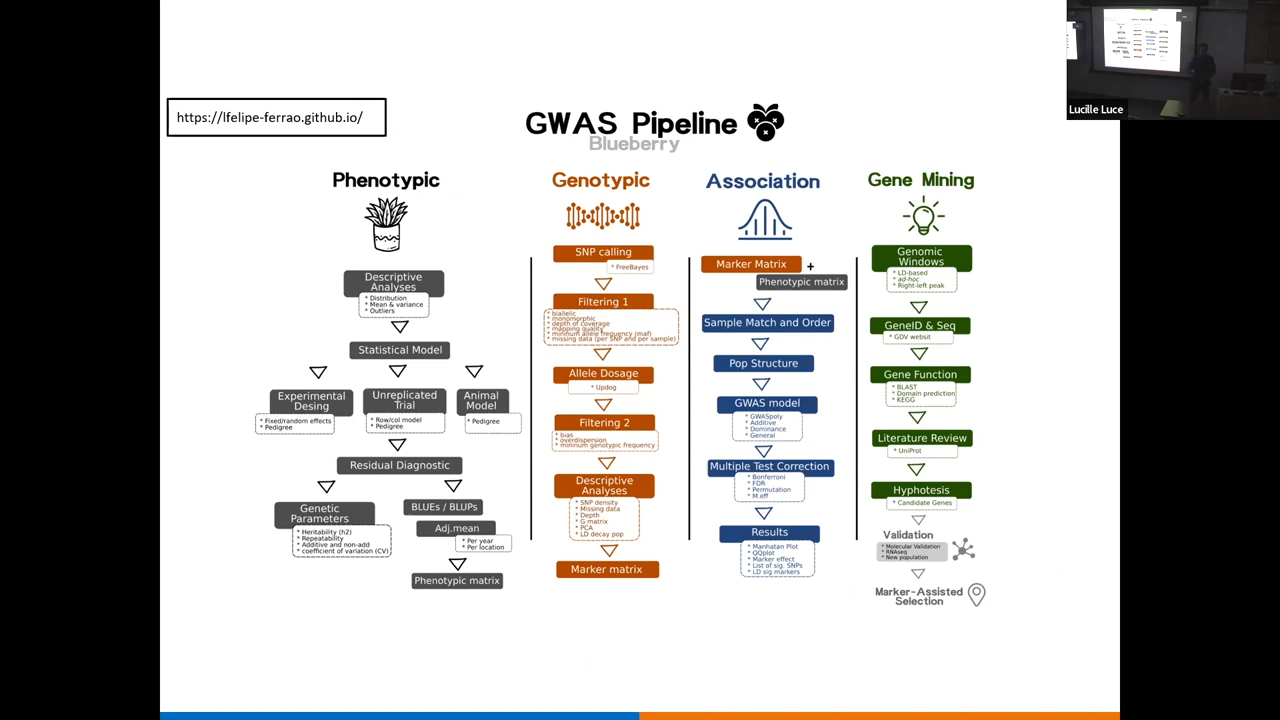 https://lfelipe-ferrao.github.io/
GWAS Pipeline
Blueberry
Lucille Luce
Phenotypic
Descriptive
Analyses
* Distribution
* Mean & variance
* Outliers
Statistical Model
Experimental
Desing
* Fixed/random effects
* Pedigree
Unreplicated
Trial
* Row/col model
* Pedigree
Animal
Model
* Pedigree
Residual Diagnostic
Genetic
Parameters
* Heritability (h2)
* Repeatability
* Additive and non-add
* coefficient of variation (CV)
BLUEs / BLUPs
Adj.mean
* Per year
* Per location
Phenotypic matrix
Genotypic
SNP calling
* FreeBayes
Filtering 1
* biallelic
* monomorphic
* depth of coverage
* mapping quality
* mininum allele frequency (maf)
* missing data (per SNP and per sample)
Allele Dosage
* Updog
Filtering 2
* bias
* overdispersion
* mininum genotypic frequency
Descriptive
Analyses
* SNP density
* Missing data
* Depth
* G matrix
* PCA
* LD decay pop
Marker matrix
Association
Marker Matrix +
Phenotypic matrix
Sample Match and Order
Pop Structure
GWAS model
* GWASpoly
* Additive
* Dominance
* General
Multiple Test Correction
* Bonferroni
* FDR
* Permutation
* M.eff
Results
* Manhatan Plot
* QQplot
* Marker effect
* List of sig. SNPs
* LD sig markers
Gene Mining
Genomic
Windows
* LD-based
* ad-hoc
* Right-left peak
GeneID & Seq
* GDV websit
Gene Function
* BLAST
* Domain prediction
* KEGG
Literature Review
* UniProt
Hyphotesis
* Candidate Genes
Validation
* Molecular Validation
* RNAseq
* New population
Marker-Assisted
Selection